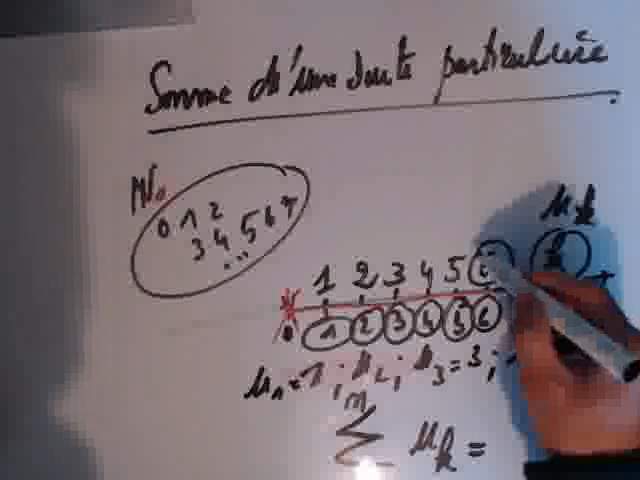 Somme d'une suite particulière
N
0 1 2
3 4 5 6 7
...
u_k
1 2 3 4 5 6
k
0 1 2 3 4 5 6
u_1 = 1 ; u_2 ; u_3 = 3 ;
n
∑ u_k =